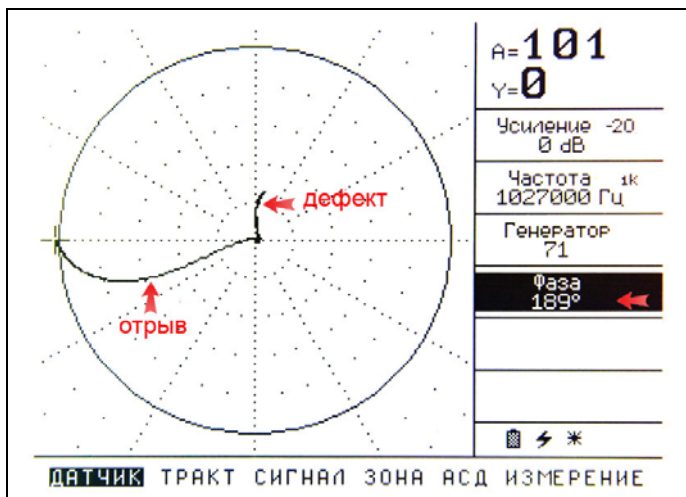 A=101
Y=0
Усиление -20
0 dB
Частота 1k
1027000 Гц
Генератор
71
Фаза
189°
дефект
отрыв
ДАТЧИК ТРАКТ СИГНАЛ ЗОНА АСД ИЗМЕРЕНИЕ